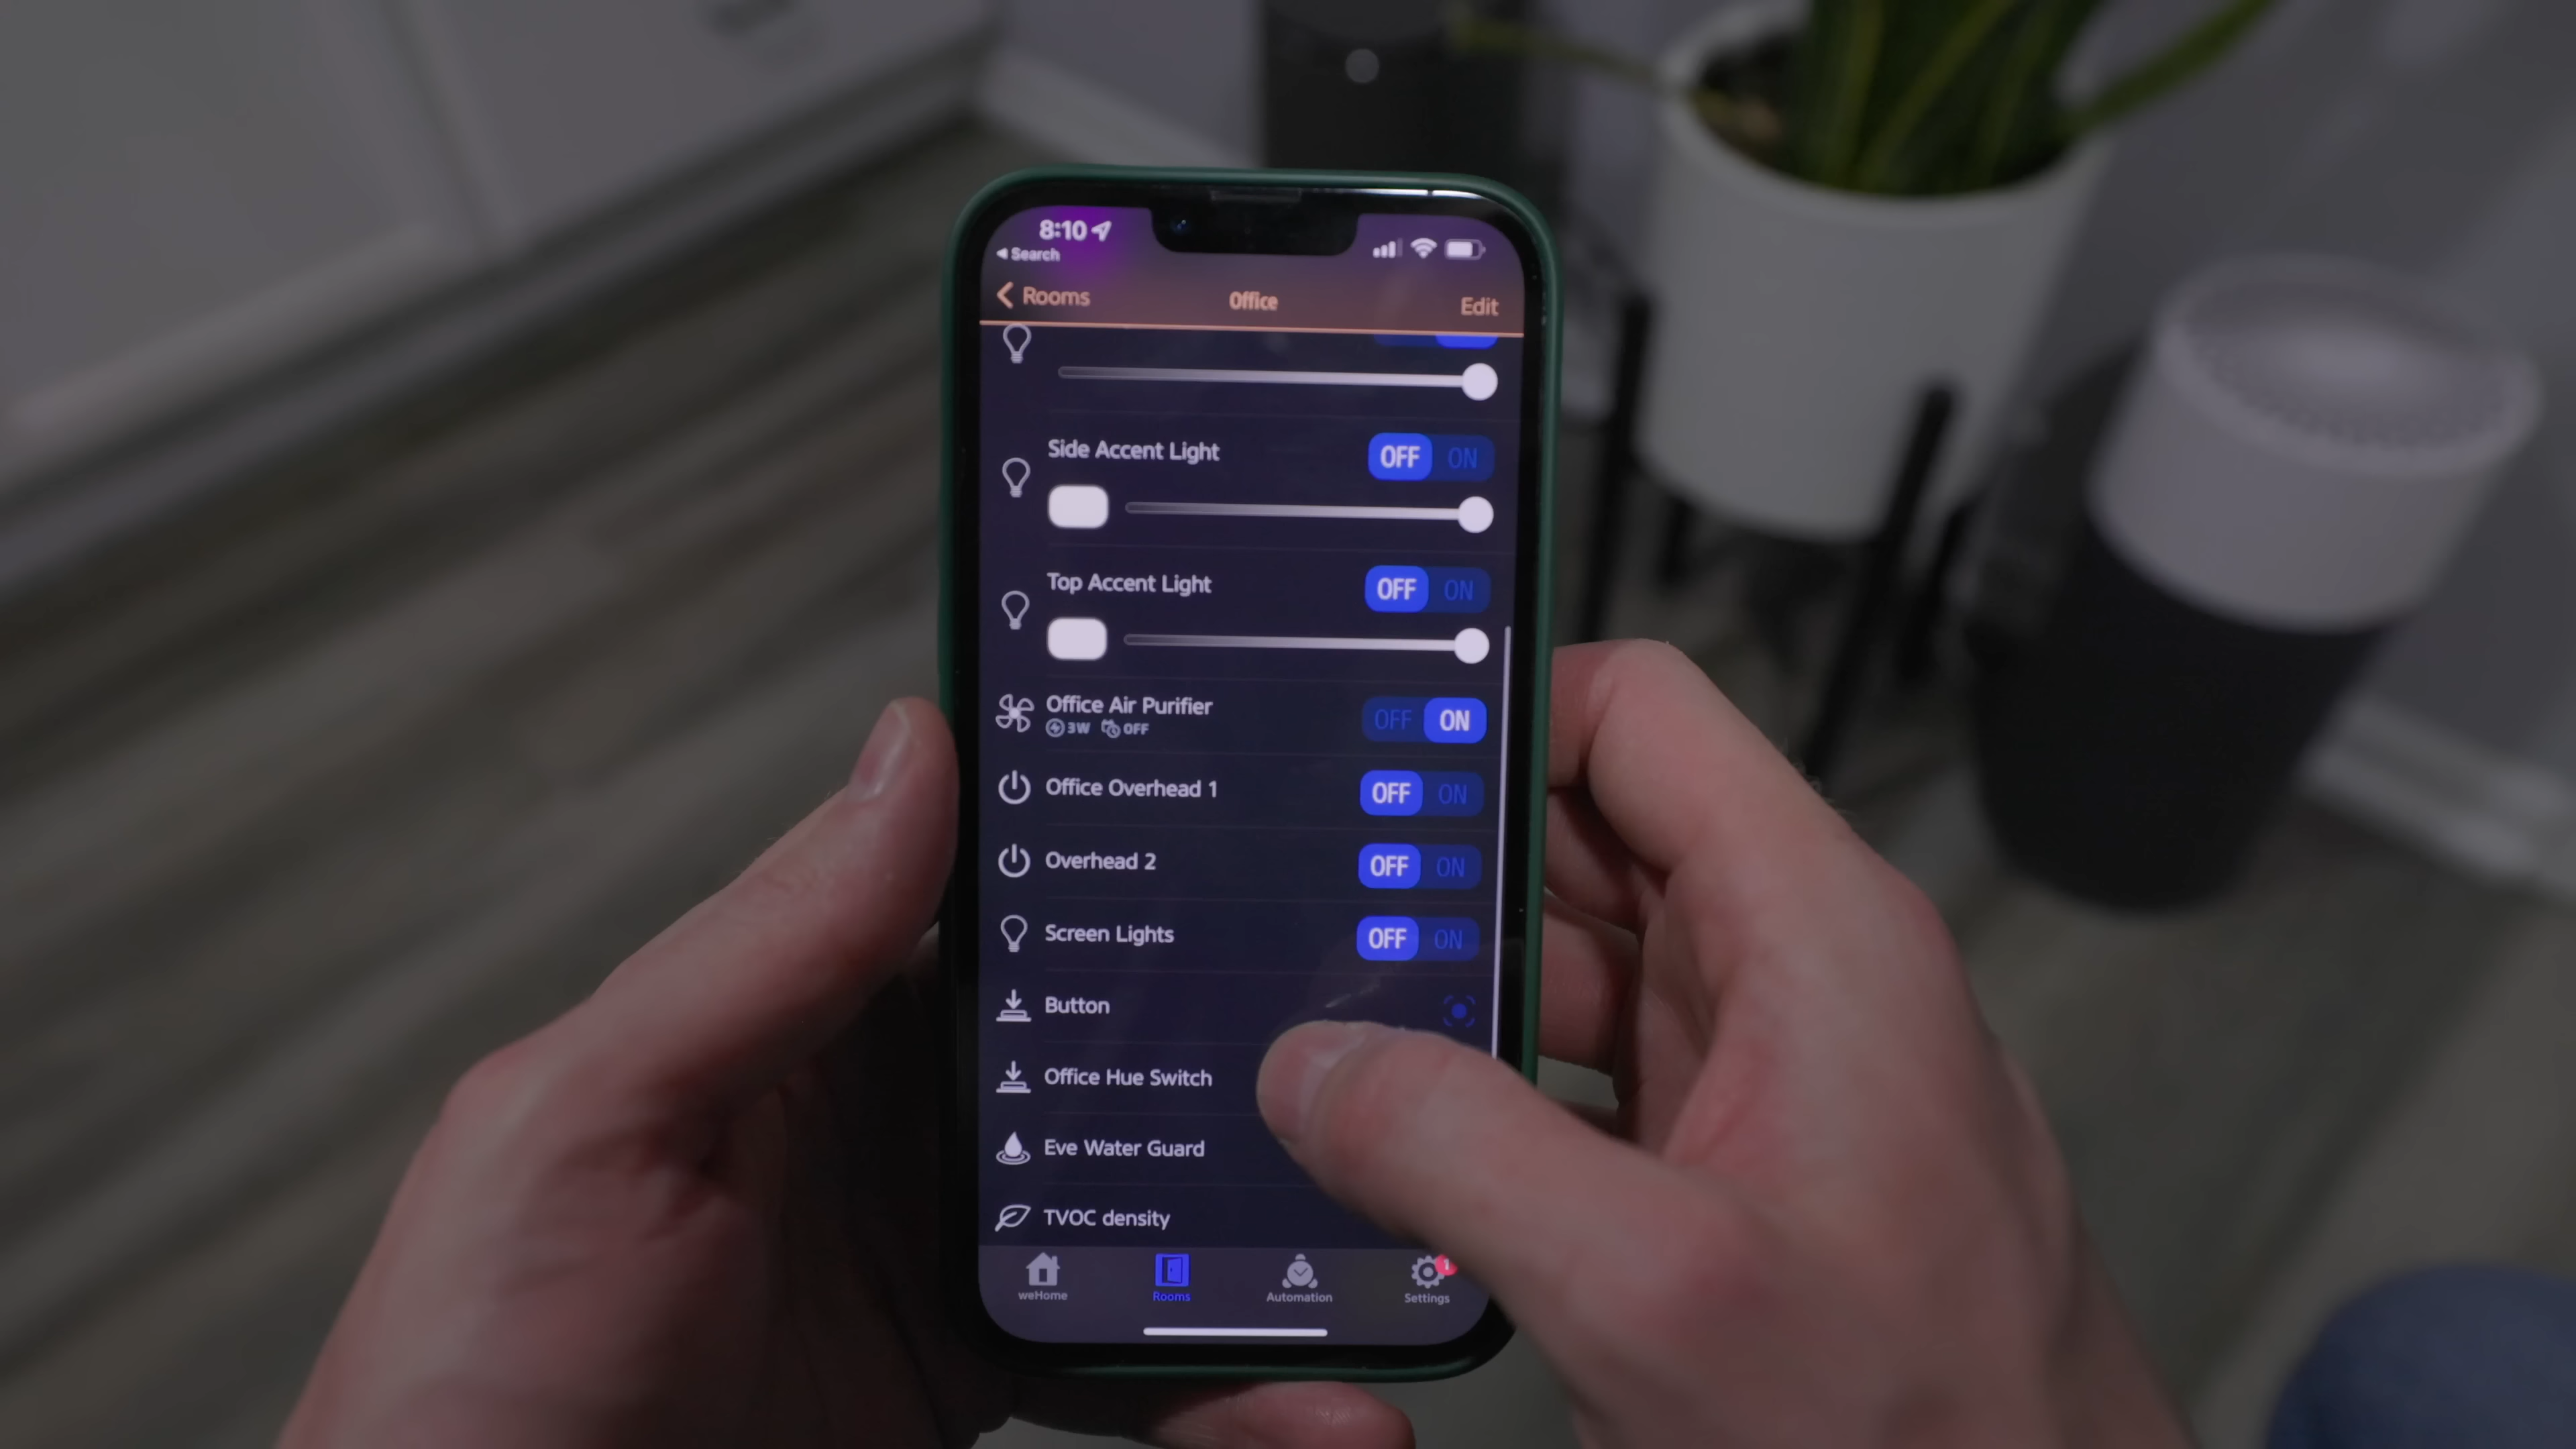 8:10
Search
Rooms
Office
Edit
Side Accent Light
OFF ON
Top Accent Light
OFF ON
Office Air Purifier
OFF ON
3W OFF
Office Overhead 1
OFF ON
Overhead 2
OFF ON
Screen Lights
OFF ON
Button
Office Hue Switch
Eve Water Guard
TVOC density
1
weHome
Rooms
Automation
Settings